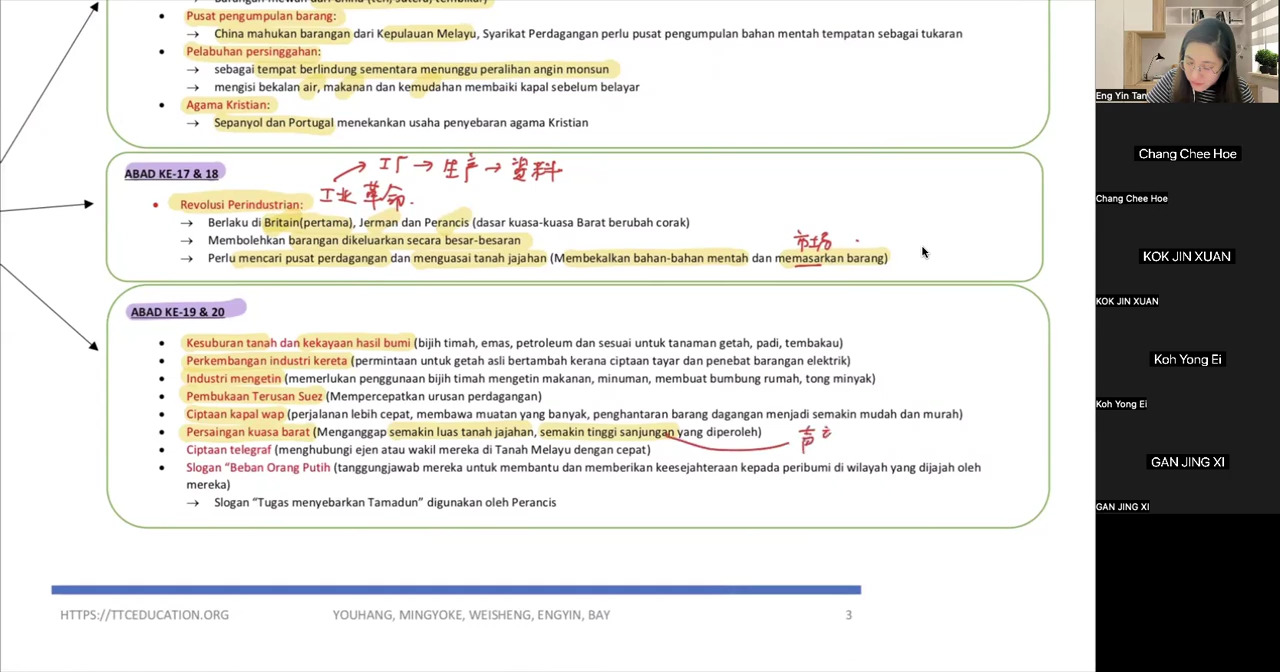 Barangan mewah dari China (teh, sutera, tembikar)
• Pusat pengumpulan barang:
→ China mahukan barangan dari Kepulauan Melayu, Syarikat Perdagangan perlu pusat pengumpulan bahan mentah tempatan sebagai tukaran
• Pelabuhan persinggahan:
→ sebagai tempat berlindung sementara menunggu peralihan angin monsun
→ mengisi bekalan air, makanan dan kemudahan membaiki kapal sebelum belayar
• Agama Kristian:
→ Sepanyol dan Portugal menekankan usaha penyebaran agama Kristian
→ 工厂 → 生产 → 资料
ABAD KE-17 & 18
工业革命.
• Revolusi Perindustrian:
→ Berlaku di Britain(pertama), Jerman dan Perancis (dasar kuasa-kuasa Barat berubah corak)
→ Membolehkan barangan dikeluarkan secara besar-besaran
市场
→ Perlu mencari pusat perdagangan dan menguasai tanah jajahan (Membekalkan bahan-bahan mentah dan memasarkan barang)
ABAD KE-19 & 20
• Kesuburan tanah dan kekayaan hasil bumi (bijih timah, emas, petroleum dan sesuai untuk tanaman getah, padi, tembakau)
• Perkembangan industri kereta (permintaan untuk getah asli bertambah kerana ciptaan tayar dan penebat barangan elektrik)
• Industri mengetin (memerlukan penggunaan bijih timah mengetin makanan, minuman, membuat bumbung rumah, tong minyak)
• Pembukaan Terusan Suez (Mempercepatkan urusan perdagangan)
• Ciptaan kapal wap (perjalanan lebih cepat, membawa muatan yang banyak, penghantaran barang dagangan menjadi semakin mudah dan murah)
• Persaingan kuasa barat (Menganggap semakin luas tanah jajahan, semakin tinggi sanjungan yang diperoleh)
• Ciptaan telegraf (menghubungi ejen atau wakil mereka di Tanah Melayu dengan cepat)
• Slogan “Beban Orang Putih (tanggungjawab mereka untuk membantu dan memberikan keesejahteraan kepada peribumi di wilayah yang dijajah oleh
mereka)
→ Slogan “Tugas menyebarkan Tamadun” digunakan oleh Perancis
HTTPS://TTCEDUCATION.ORG YOUHANG, MINGYOKE, WEISHENG, ENGYIN, BAY 3
Eng Yin Tan
Chang Chee Hoe
Chang Chee Hoe
KOK JIN XUAN
KOK JIN XUAN
Koh Yong Ei
Koh Yong Ei
GAN JING XI
GAN JING XI